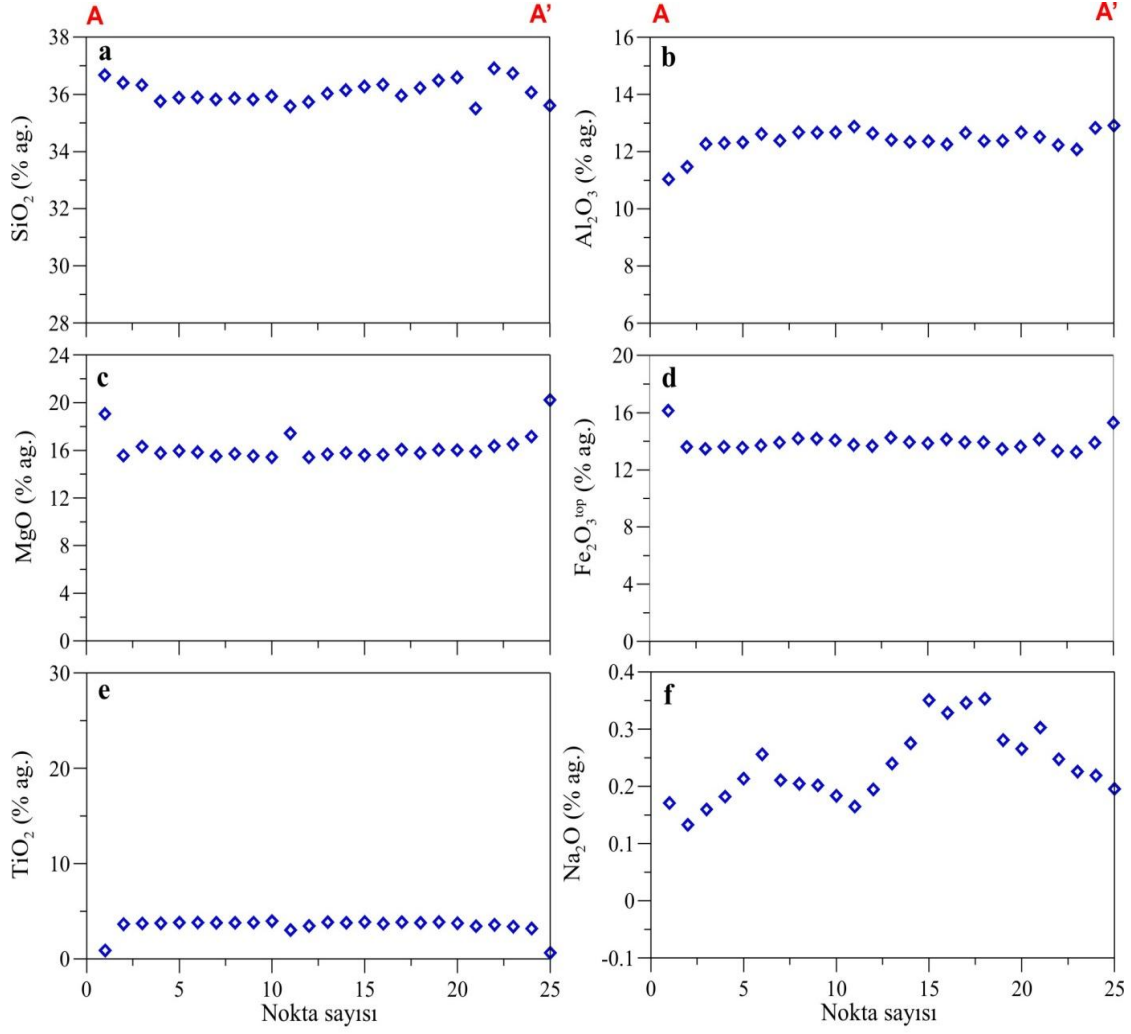 A A' A A'
a
38
36
34
32
30
28
SiO₂ (% ag.)
b
16
14
12
10
8
6
Al₂O₃ (% ag.)
c
24
20
16
12
8
4
0
MgO (% ag.)
d
20
16
12
8
4
0
Fe₂O₃ᵗᵒᵖ (% ag.)
e
30
20
10
0
TiO₂ (% ag.)
0 5 10 15 20 25
Nokta sayısı
f
0.4
0.3
0.2
0.1
0
-0.1
Na₂O (% ag.)
0 5 10 15 20 25
Nokta sayısı